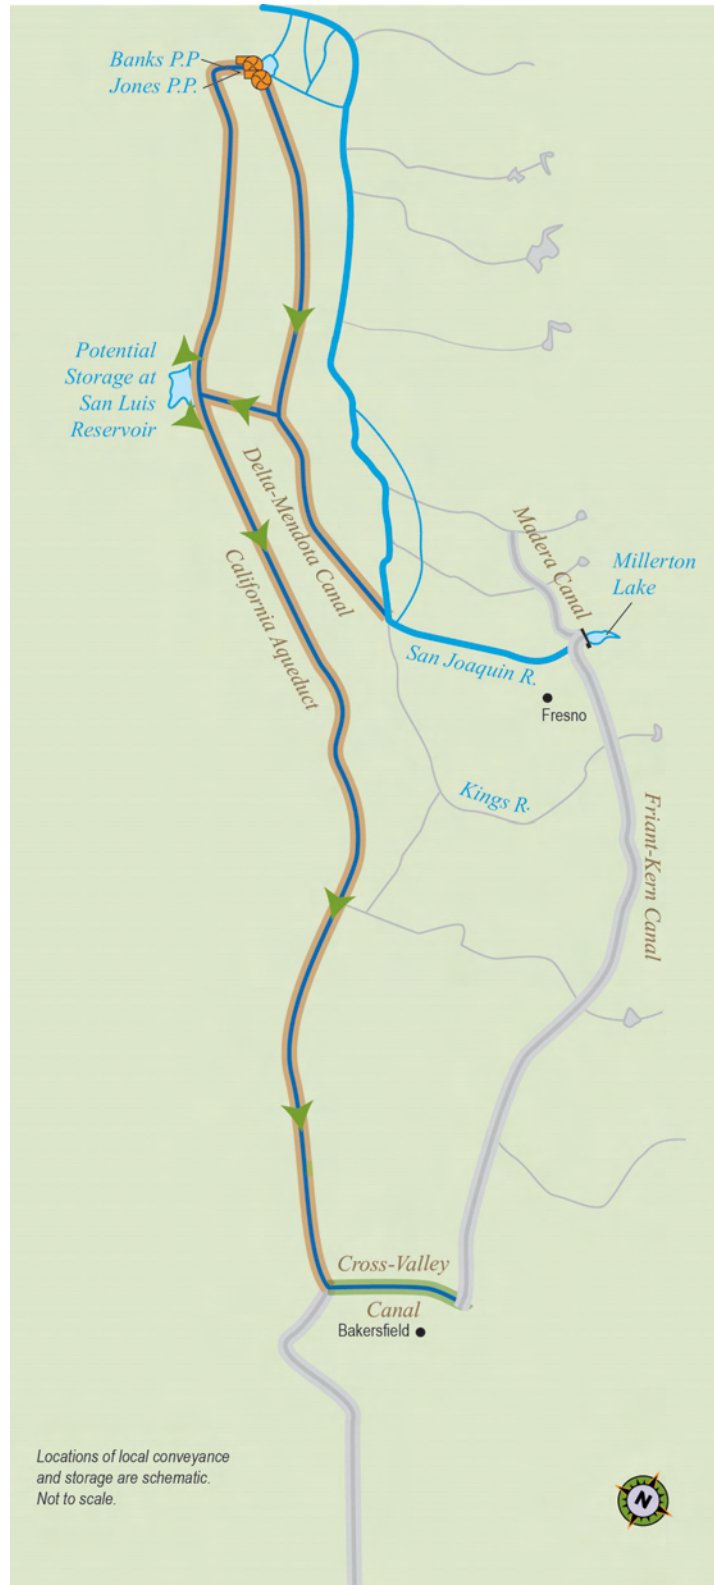 Banks P.P
Jones P.P.
Potential
Storage at
San Luis
Reservoir
Delta-Mendota Canal
California Aqueduct
Madera Canal
Millerton
Lake
San Joaquin R.
Fresno
Kings R.
Friant-Kern Canal
Cross-Valley
Canal
Bakersfield
Locations of local conveyance
and storage are schematic.
Not to scale.
N